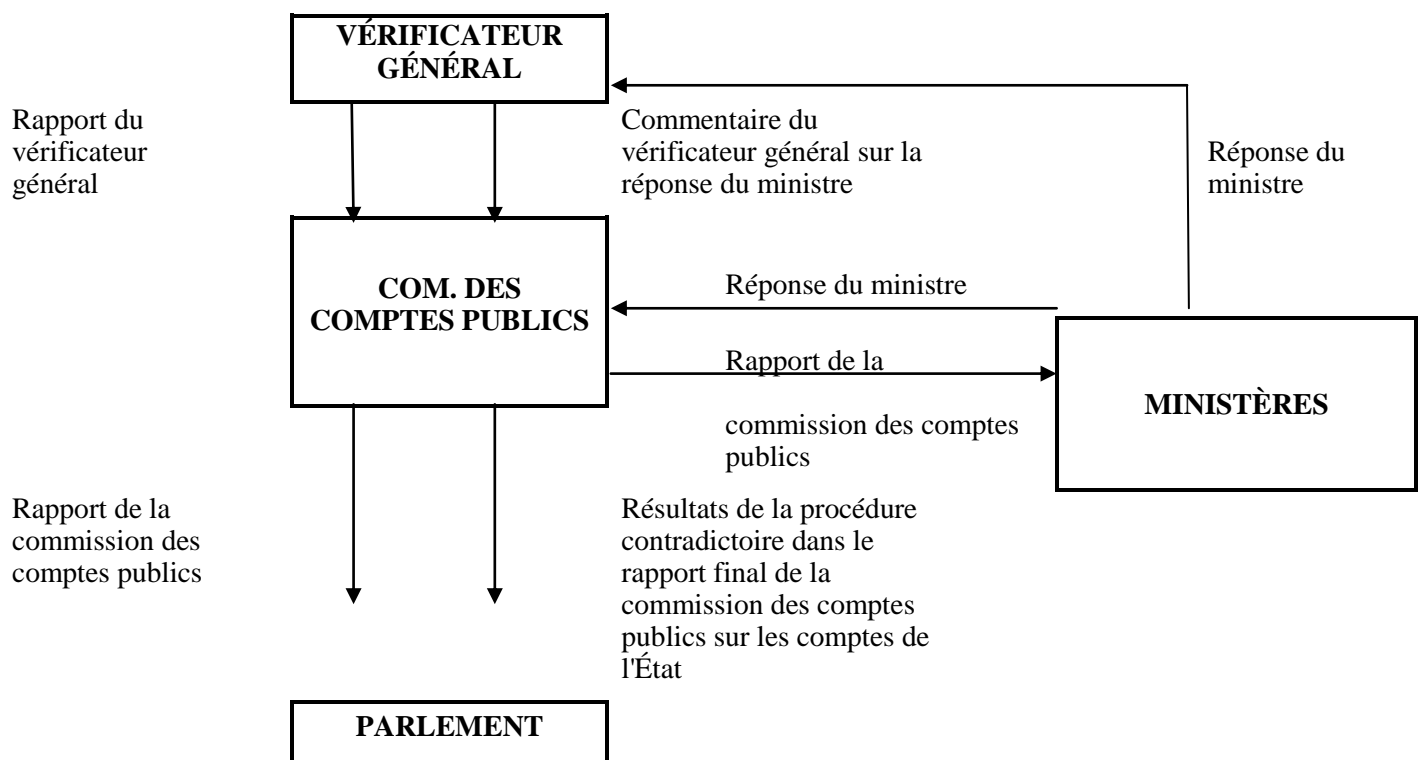 VÉRIFICATEUR
GÉNÉRAL
Rapport du
vérificateur
général
Commentaire du
vérificateur général sur la
réponse du ministre
Réponse du
ministre
COM. DES
COMPTES PUBLICS
Réponse du ministre
Rapport de la
commission des comptes
publics
MINISTÈRES
Rapport de la
commission des
comptes publics
Résultats de la procédure
contradictoire dans le
rapport final de la
commission des comptes
publics sur les comptes de
l'État
PARLEMENT